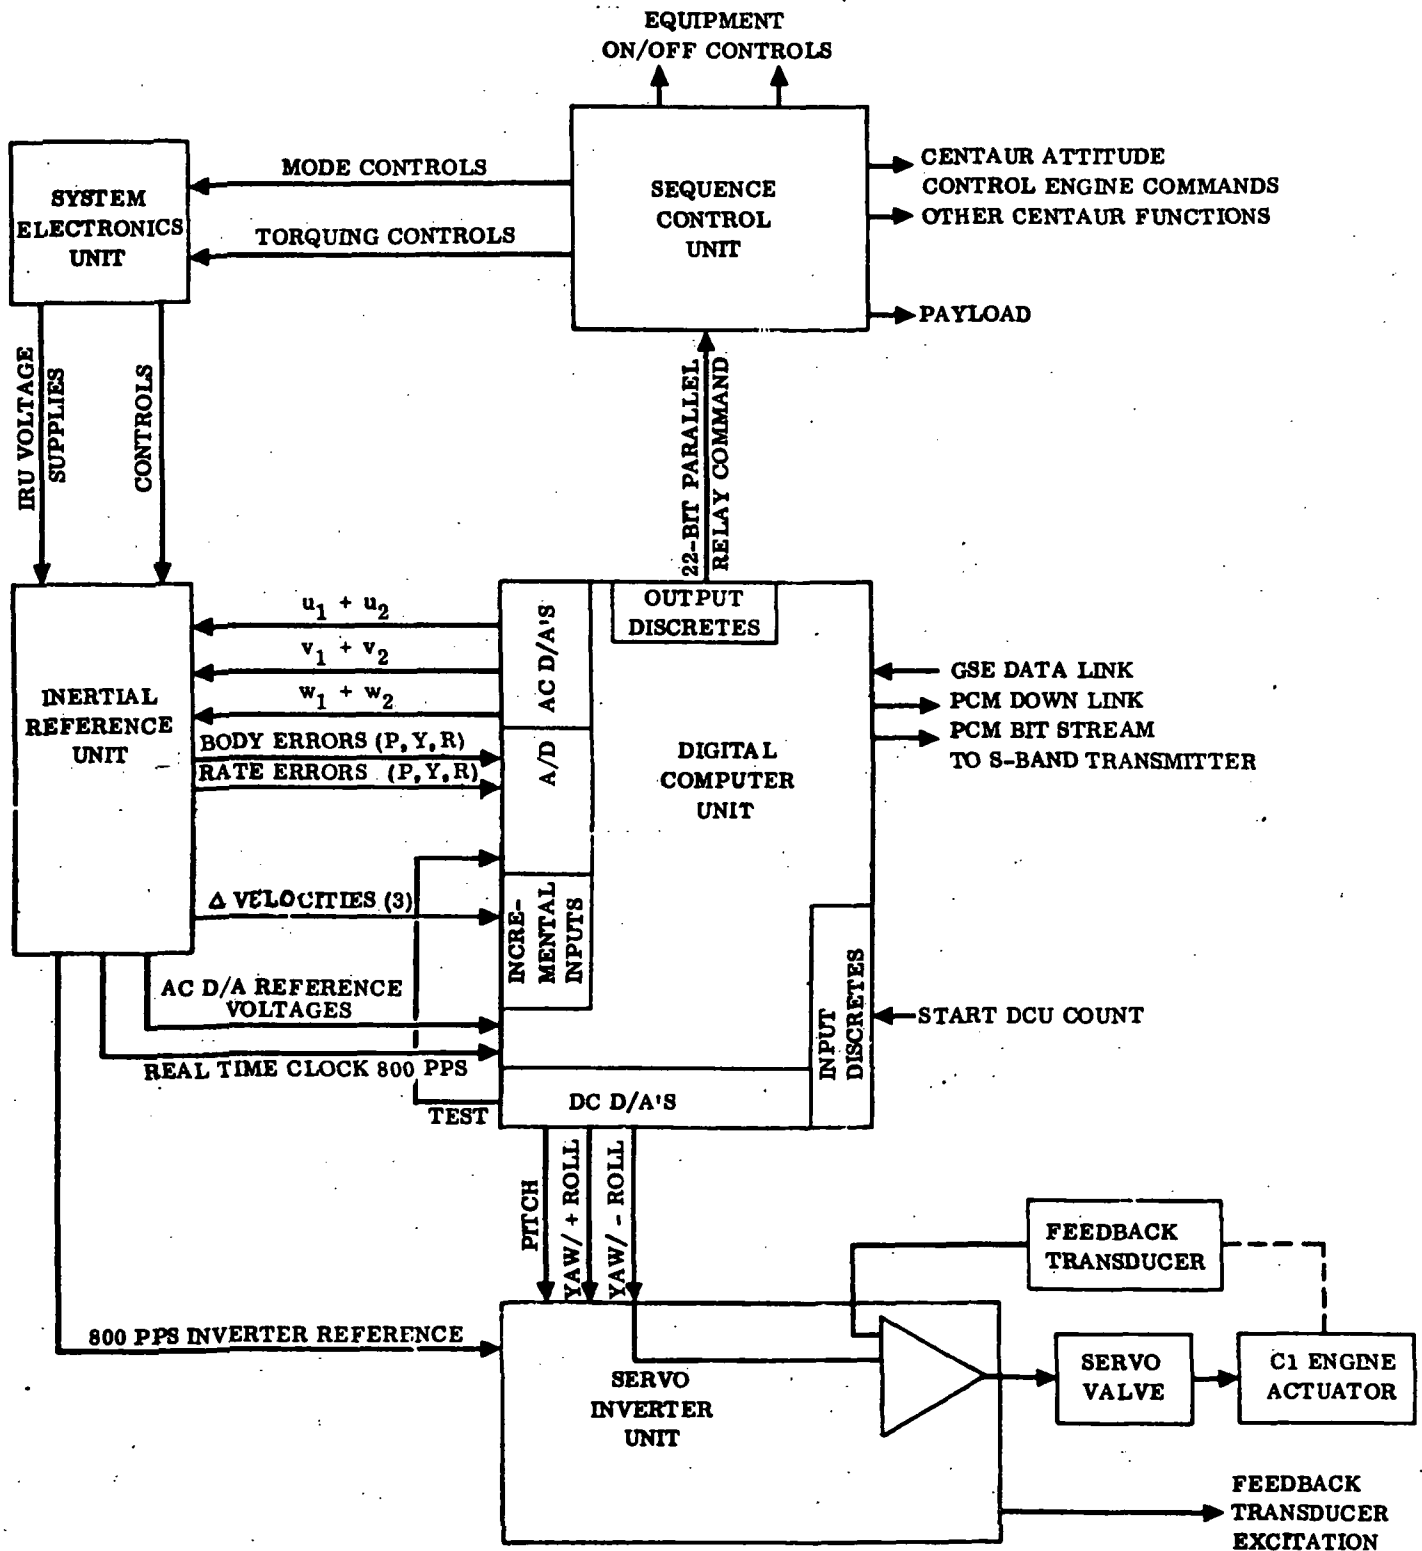 EQUIPMENT
ON/OFF CONTROLS
SYSTEM
ELECTRONICS
UNIT
MODE CONTROLS
TORQUING CONTROLS
SEQUENCE
CONTROL
UNIT
CENTAUR ATTITUDE
CONTROL ENGINE COMMANDS
OTHER CENTAUR FUNCTIONS
PAYLOAD
IRU VOLTAGE
SUPPLIES
CONTROLS
22-BIT PARALLEL
RELAY COMMAND
INERTIAL
REFERENCE
UNIT
u1 + u2
v1 + v2
w1 + w2
BODY ERRORS (P, Y, R)
RATE ERRORS (P, Y, R)
Δ VELOCITIES (3)
AC D/A REFERENCE
VOLTAGES
REAL TIME CLOCK 800 PPS
TEST
AC D/A'S
A/D
INCRE-
MENTAL
INPUTS
OUTPUT
DISCRETES
DIGITAL
COMPUTER
UNIT
INPUT
DISCRETES
DC D/A'S
GSE DATA LINK
PCM DOWN LINK
PCM BIT STREAM
TO S-BAND TRANSMITTER
START DCU COUNT
PITCH
YAW/ + ROLL
YAW/ - ROLL
800 PPS INVERTER REFERENCE
SERVO
INVERTER
UNIT
FEEDBACK
TRANSDUCER
SERVO
VALVE
C1 ENGINE
ACTUATOR
FEEDBACK
TRANSDUCER
EXCITATION